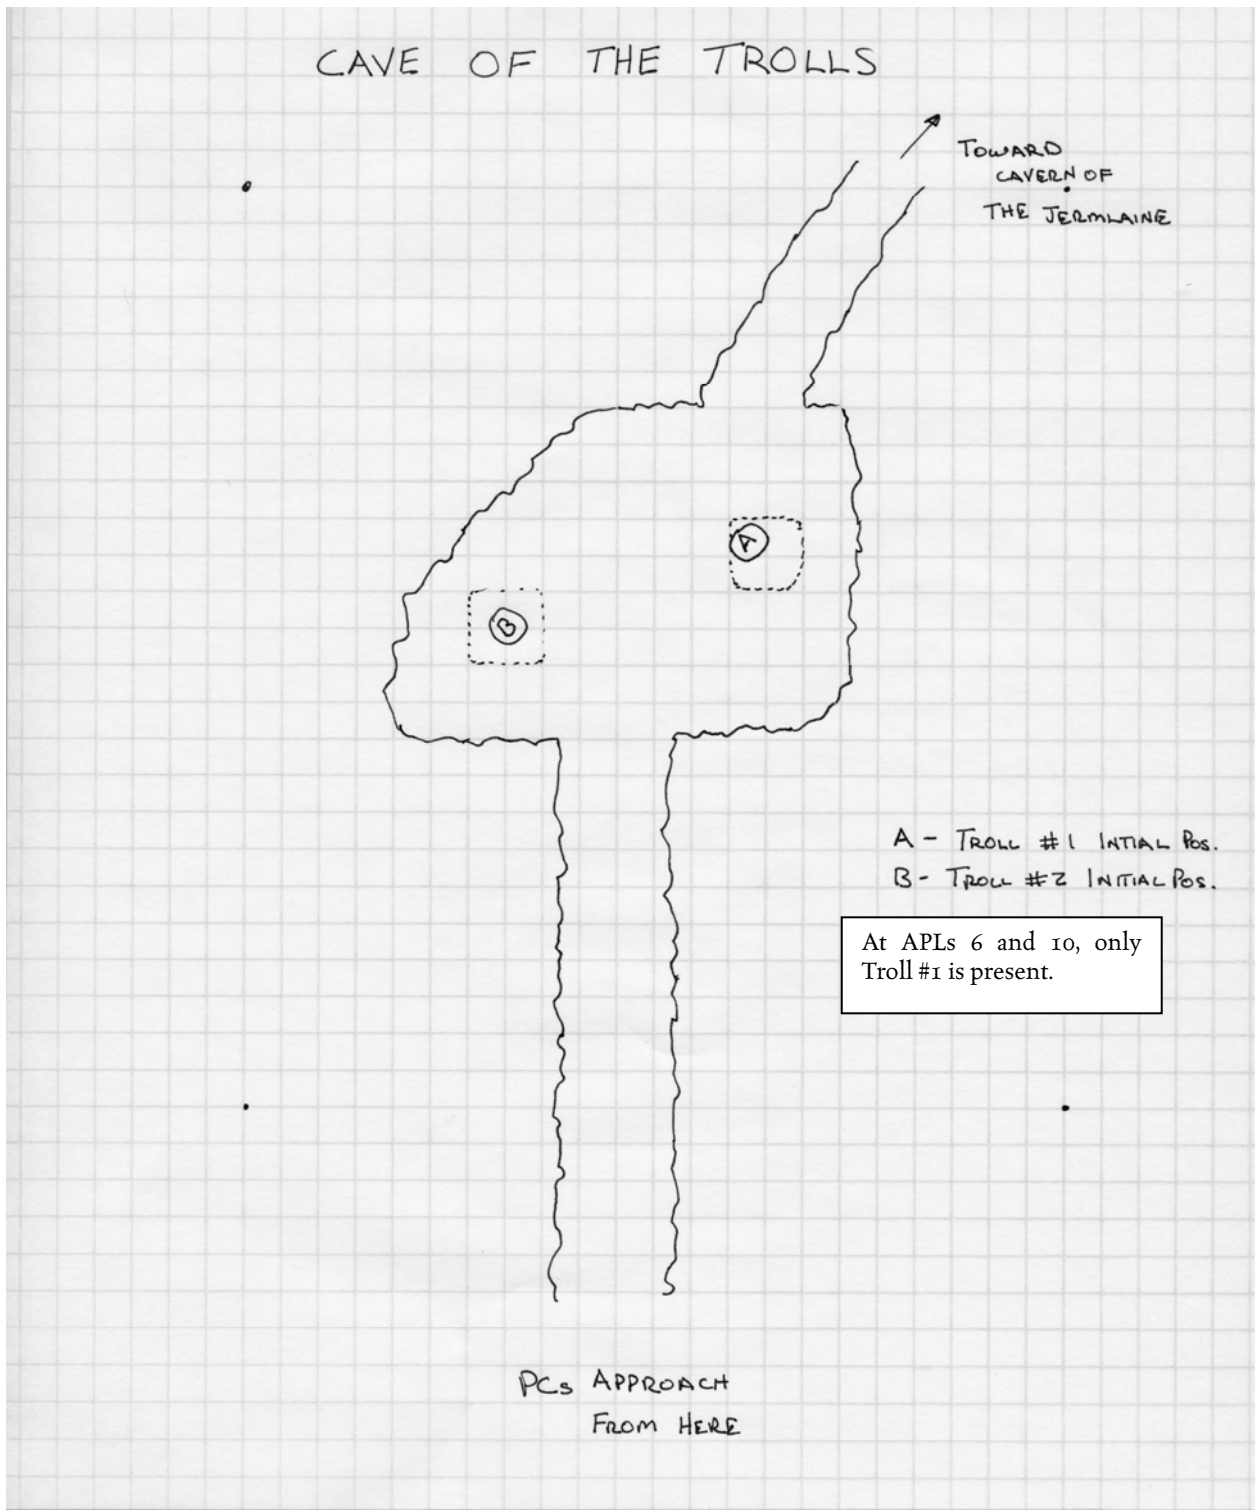 CAVE OF THE TROLLS
TOWARD
CAVERN OF
THE JERMLAINE
A
B
A - TROLL #1 INTIAL POS.
B - TROLL #2 INITIAL POS.
At APLs 6 and 10, only
Troll #1 is present.
PCs APPROACH
FROM HERE